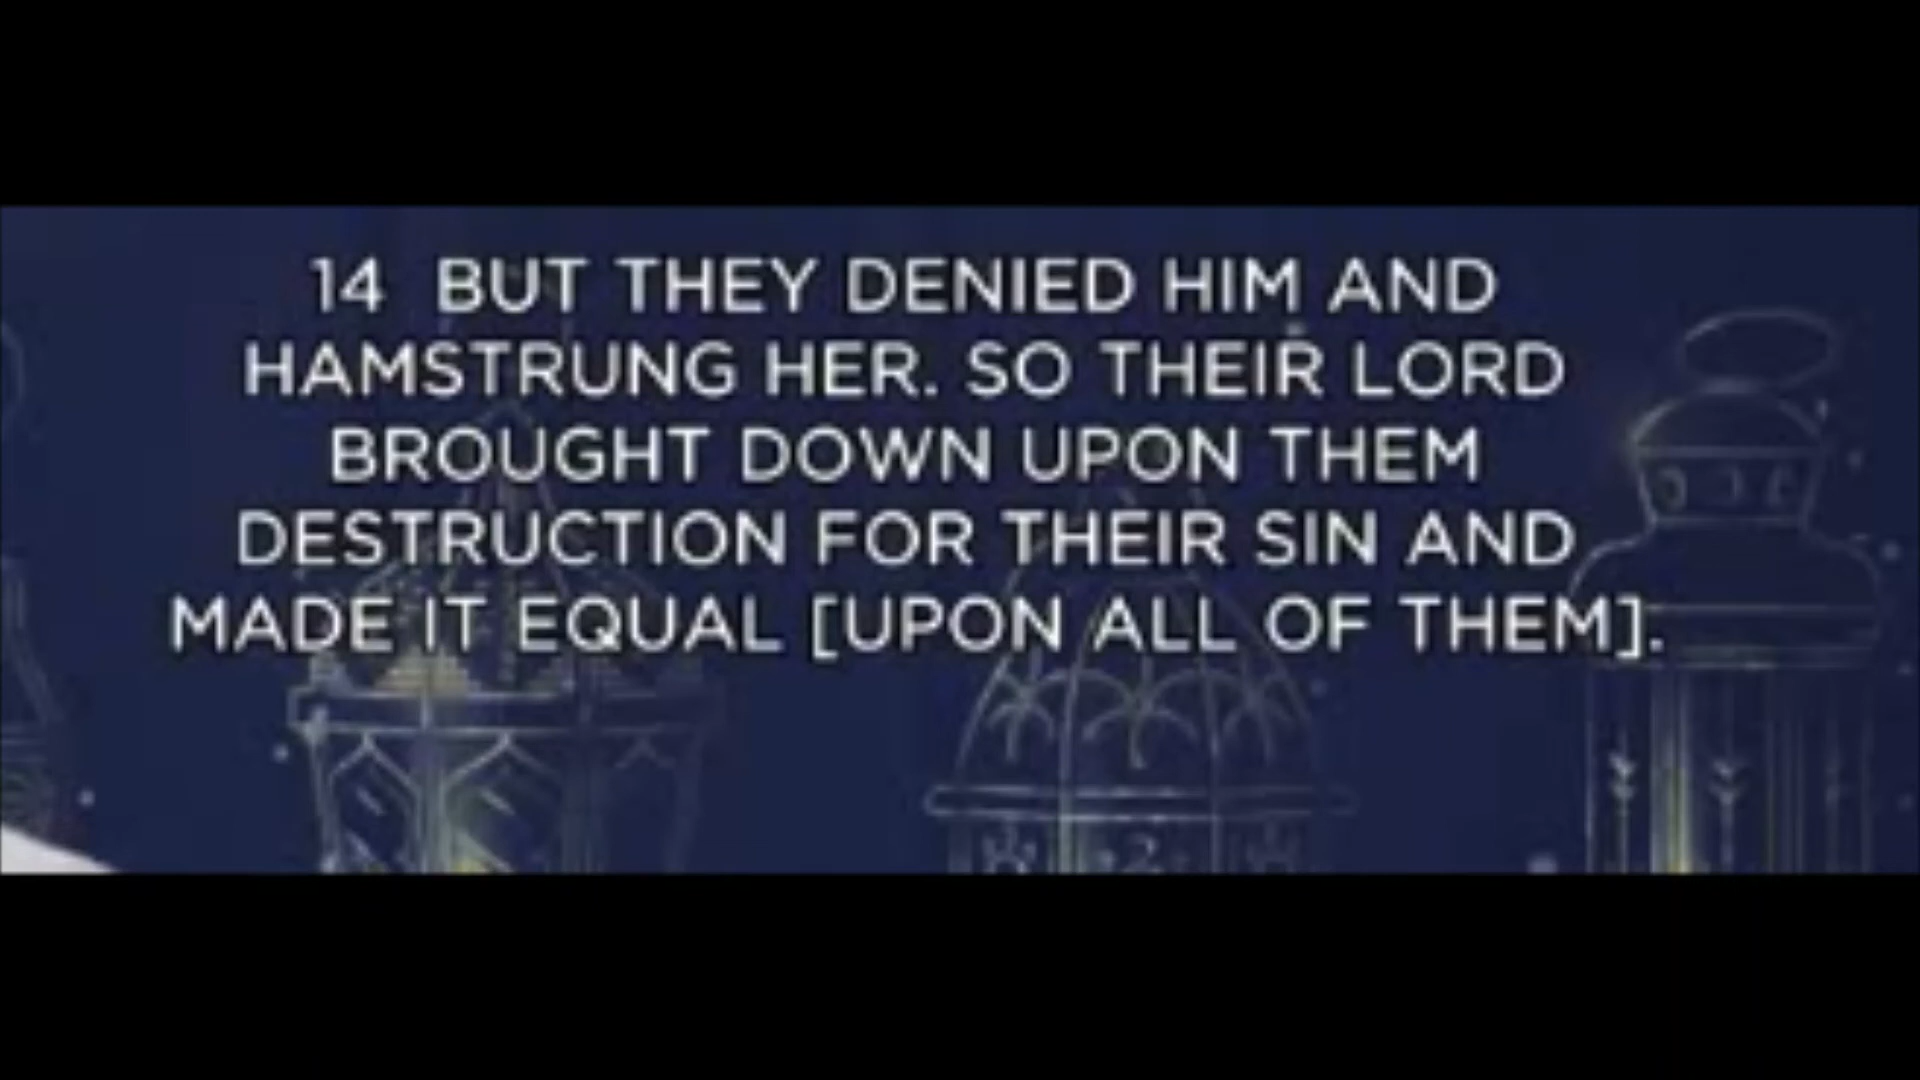 14 BUT THEY DENIED HIM AND
HAMSTRUNG HER. SO THEIR LORD
BROUGHT DOWN UPON THEM
DESTRUCTION FOR THEIR SIN AND
MADE IT EQUAL [UPON ALL OF THEM].